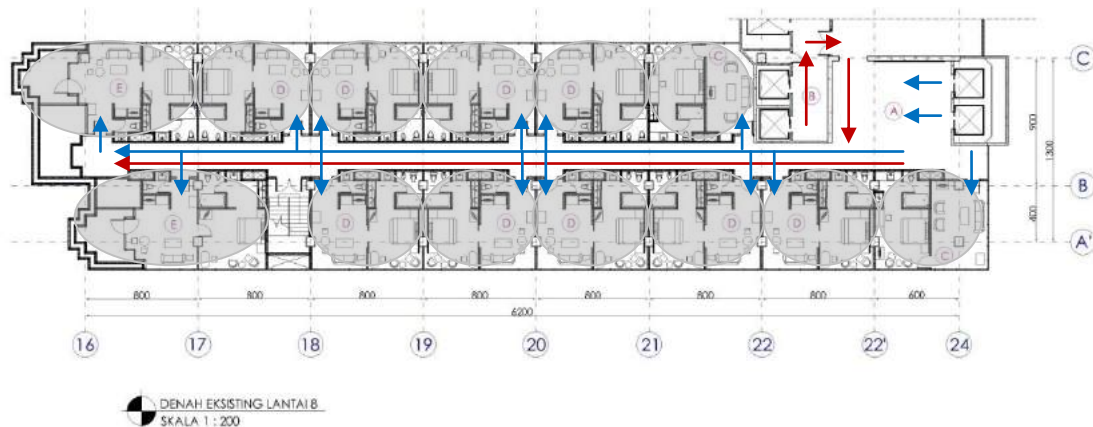 C
E D D D D C B A
900
1300
B
400
E D D D D D C
A'
800 800 800 800 800 800 800 600
6200
16 17 18 19 20 21 22 22' 24
DENAH EKSISTING LANTAI 8
SKALA 1 : 200